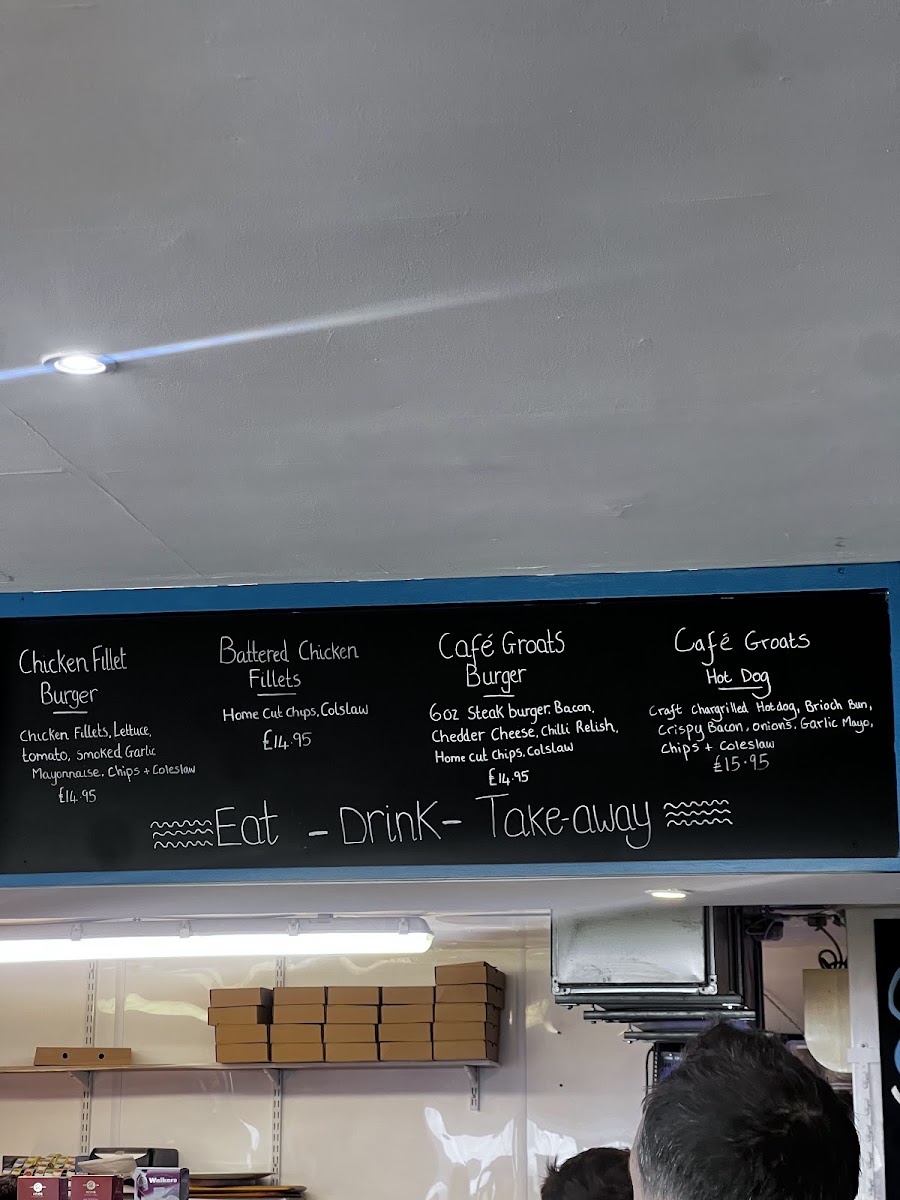 Chicken Fillet
Burger
Chicken Fillets, Lettuce,
tomato, smoked Garlic
Mayonnaise. Chips + Coleslaw
£14.95
Battered Chicken
Fillets
Home Cut Chips, Colslaw
£14.95
Café Groats
Burger
6oz Steak burger, Bacon,
Chedder Cheese, Chilli Relish,
Home cut Chips, Colslaw
£14.95
Café Groats
Hot Dog
Craft Chargrilled Hotdog, Brioch Bun,
Crispy Bacon, onions, Garlic Mayo,
Chips + Coleslaw
£15.95
Eat - Drink - Take-away
Walkers